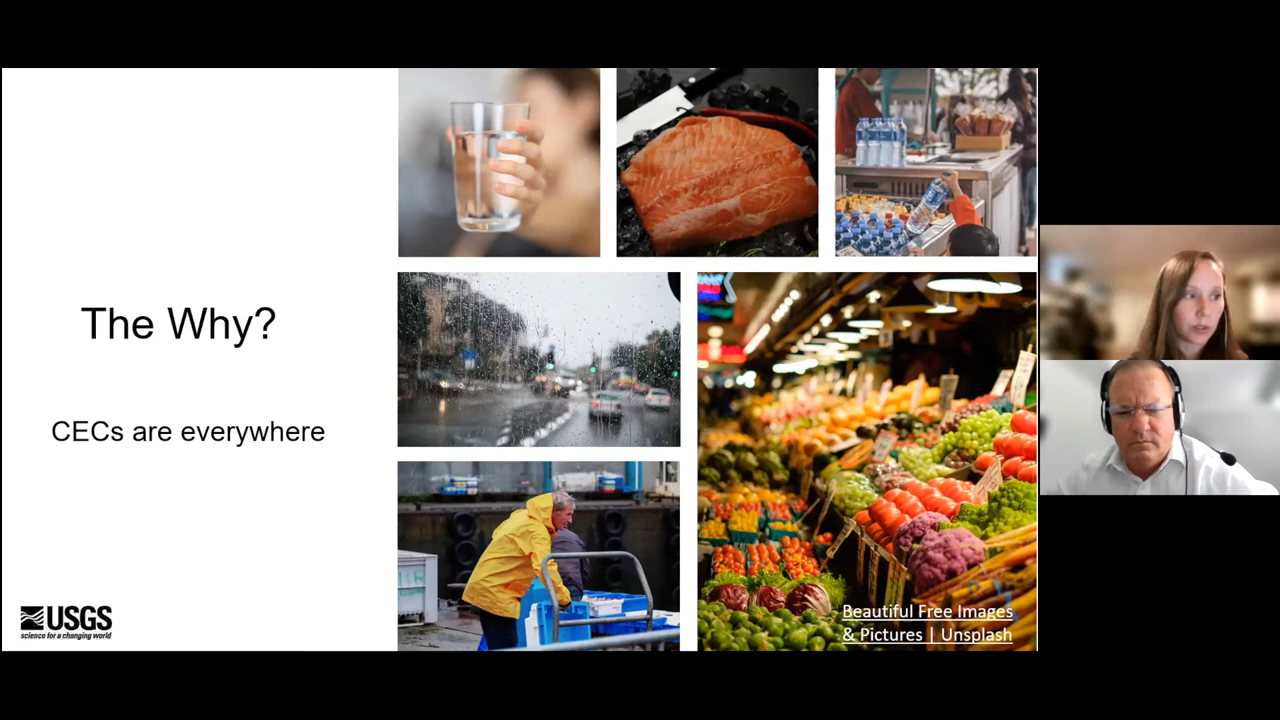 The Why?
CECs are everywhere
USGS
science for a changing world
Beautiful Free Images
& Pictures | Unsplash